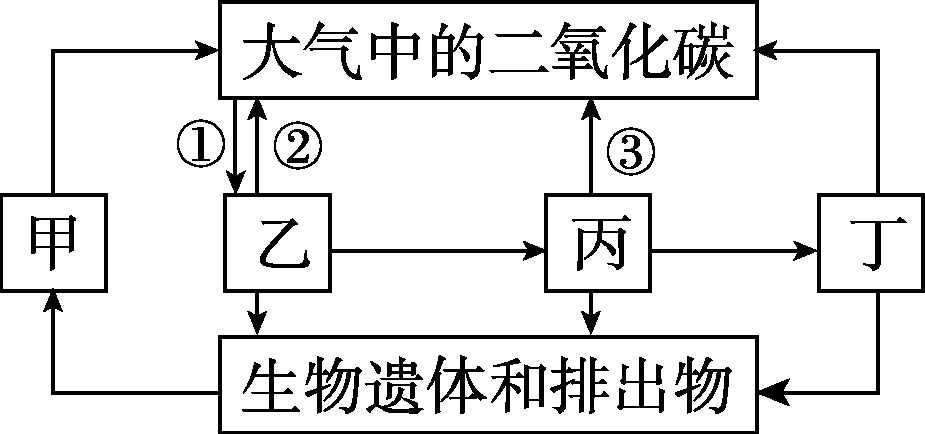 大气中的二氧化碳
① ② ③
甲 乙 丙 丁
生物遗体和排出物